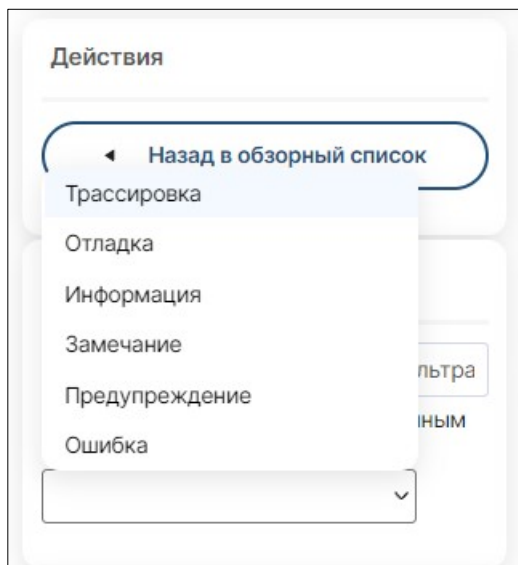 Действия
Назад в обзорный список
Трассировка
Отладка
Информация
Замечание
Предупреждение
Ошибка